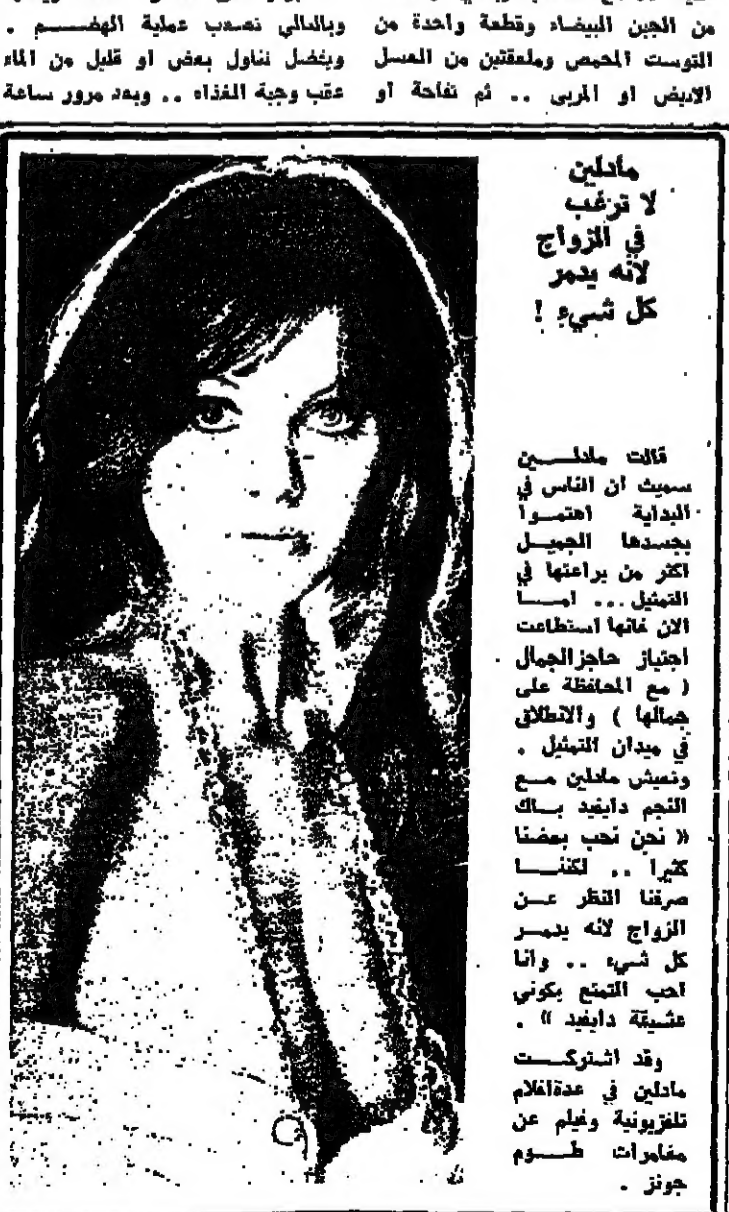 من الجبن البيضاء وقطعة واحدة من
التوست المحمص وملعقتين من العسل
الابيض او المربى .. ثم تفاحة او
وبالتالي تصعب عملية الهضم .
ويفضل تناول بعض او قليل من الماء
عقب وجبة الغذاء .. وبعد مرور ساعة
مادلين
لا ترغب
في الزواج
لانه يدمر
كل شيء !
قالت مادلين
سميث ان الناس في
البداية اهتموا
بجسدها الجميل
اكثر من براعتها في
التمثيل ... اما
الان فانها استطاعت
اجتياز حاجز الجمال
( مع المحافظة على
جمالها ) والانطلاق
في ميدان التمثيل .
وتعيش مادلين مع
النجم دايفيد باك
« نحن نحب بعضنا
كثيرا .. لكننا
صرفنا النظر عن
الزواج لانه يدمر
كل شيء .. وانا
احب التمتع بكوني
عشيقة دايفيد » .
وقد اشتركت
مادلين في عدة افلام
تلفزيونية وفيلم عن
مغامرات طوم
جونز .